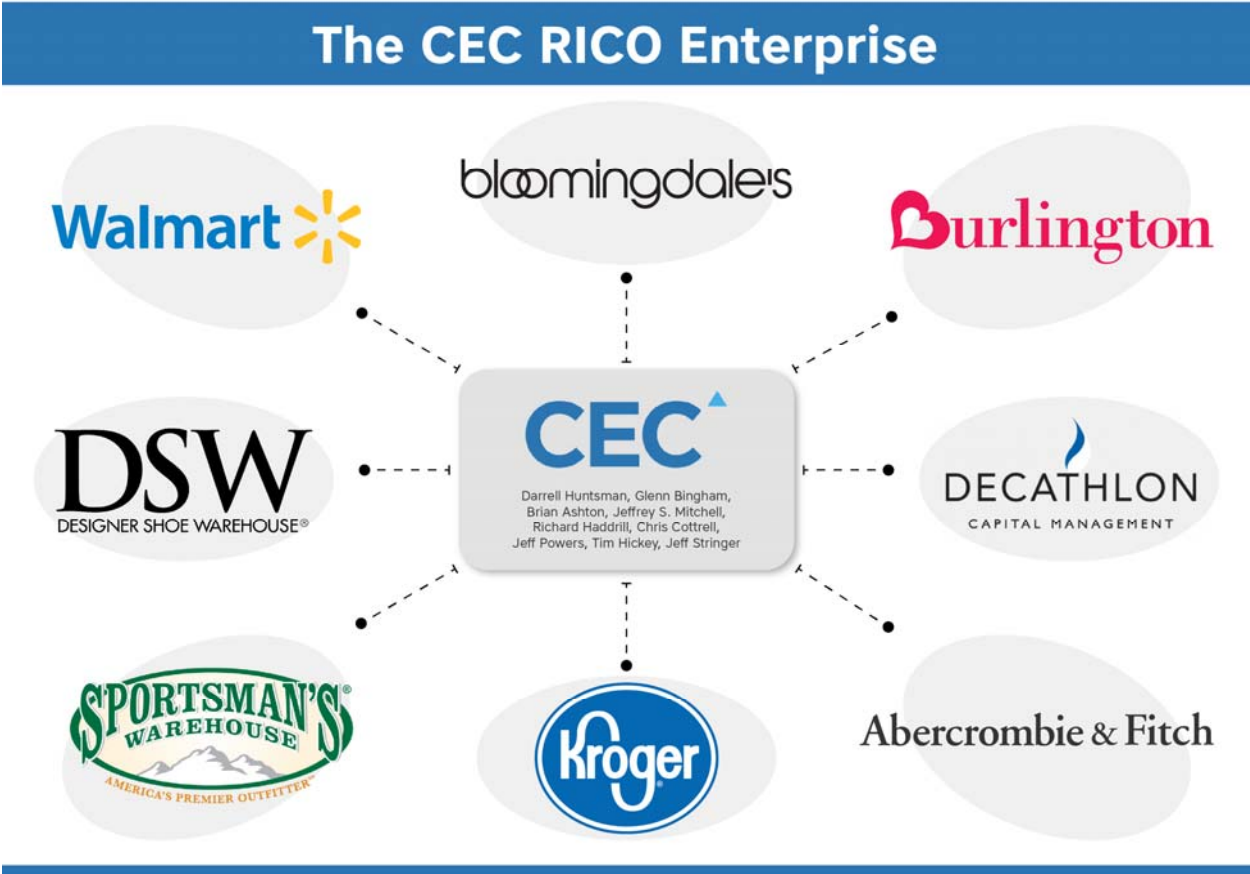 The CEC RICO Enterprise
Walmart
bloomingdale's
Burlington
CEC
Darrell Huntsman, Glenn Bingham,
Brian Ashton, Jeffrey S. Mitchell,
Richard Haddrill, Chris Cottrell,
Jeff Powers, Tim Hickey, Jeff Stringer
DSW
DESIGNER SHOE WAREHOUSE®
DECATHLON
CAPITAL MANAGEMENT
SPORTSMAN'S®
WAREHOUSE
AMERICA'S PREMIER OUTFITTER™
Kroger®
Abercrombie & Fitch